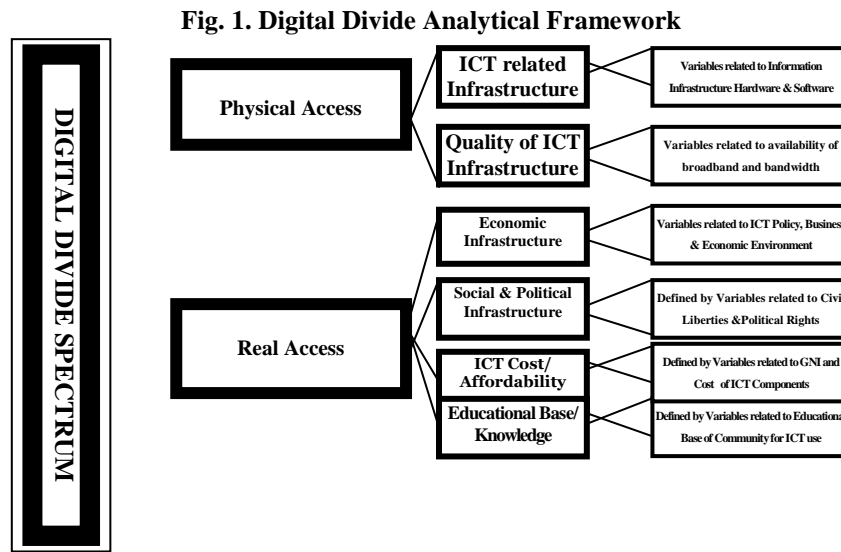 Fig. 1. Digital Divide Analytical Framework
DIGITAL DIVIDE SPECTRUM
Physical Access
ICT related
Infrastructure
Variables related to Information
Infrastructure Hardware & Software
Quality of ICT
Infrastructure
Variables related to availability of
broadband and bandwidth
Real Access
Economic
Infrastructure
Variables related to ICT Policy, Busines
& Economic Environment
Social & Political
Infrastructure
Defined by Variables related to Civi
Liberties &Political Rights
ICT Cost/
Affordability
Defined by Variables related to GNI and
Cost of ICT Components
Educational Base/
Knowledge
Defined by Variables related to Educationa
Base of Community for ICT use